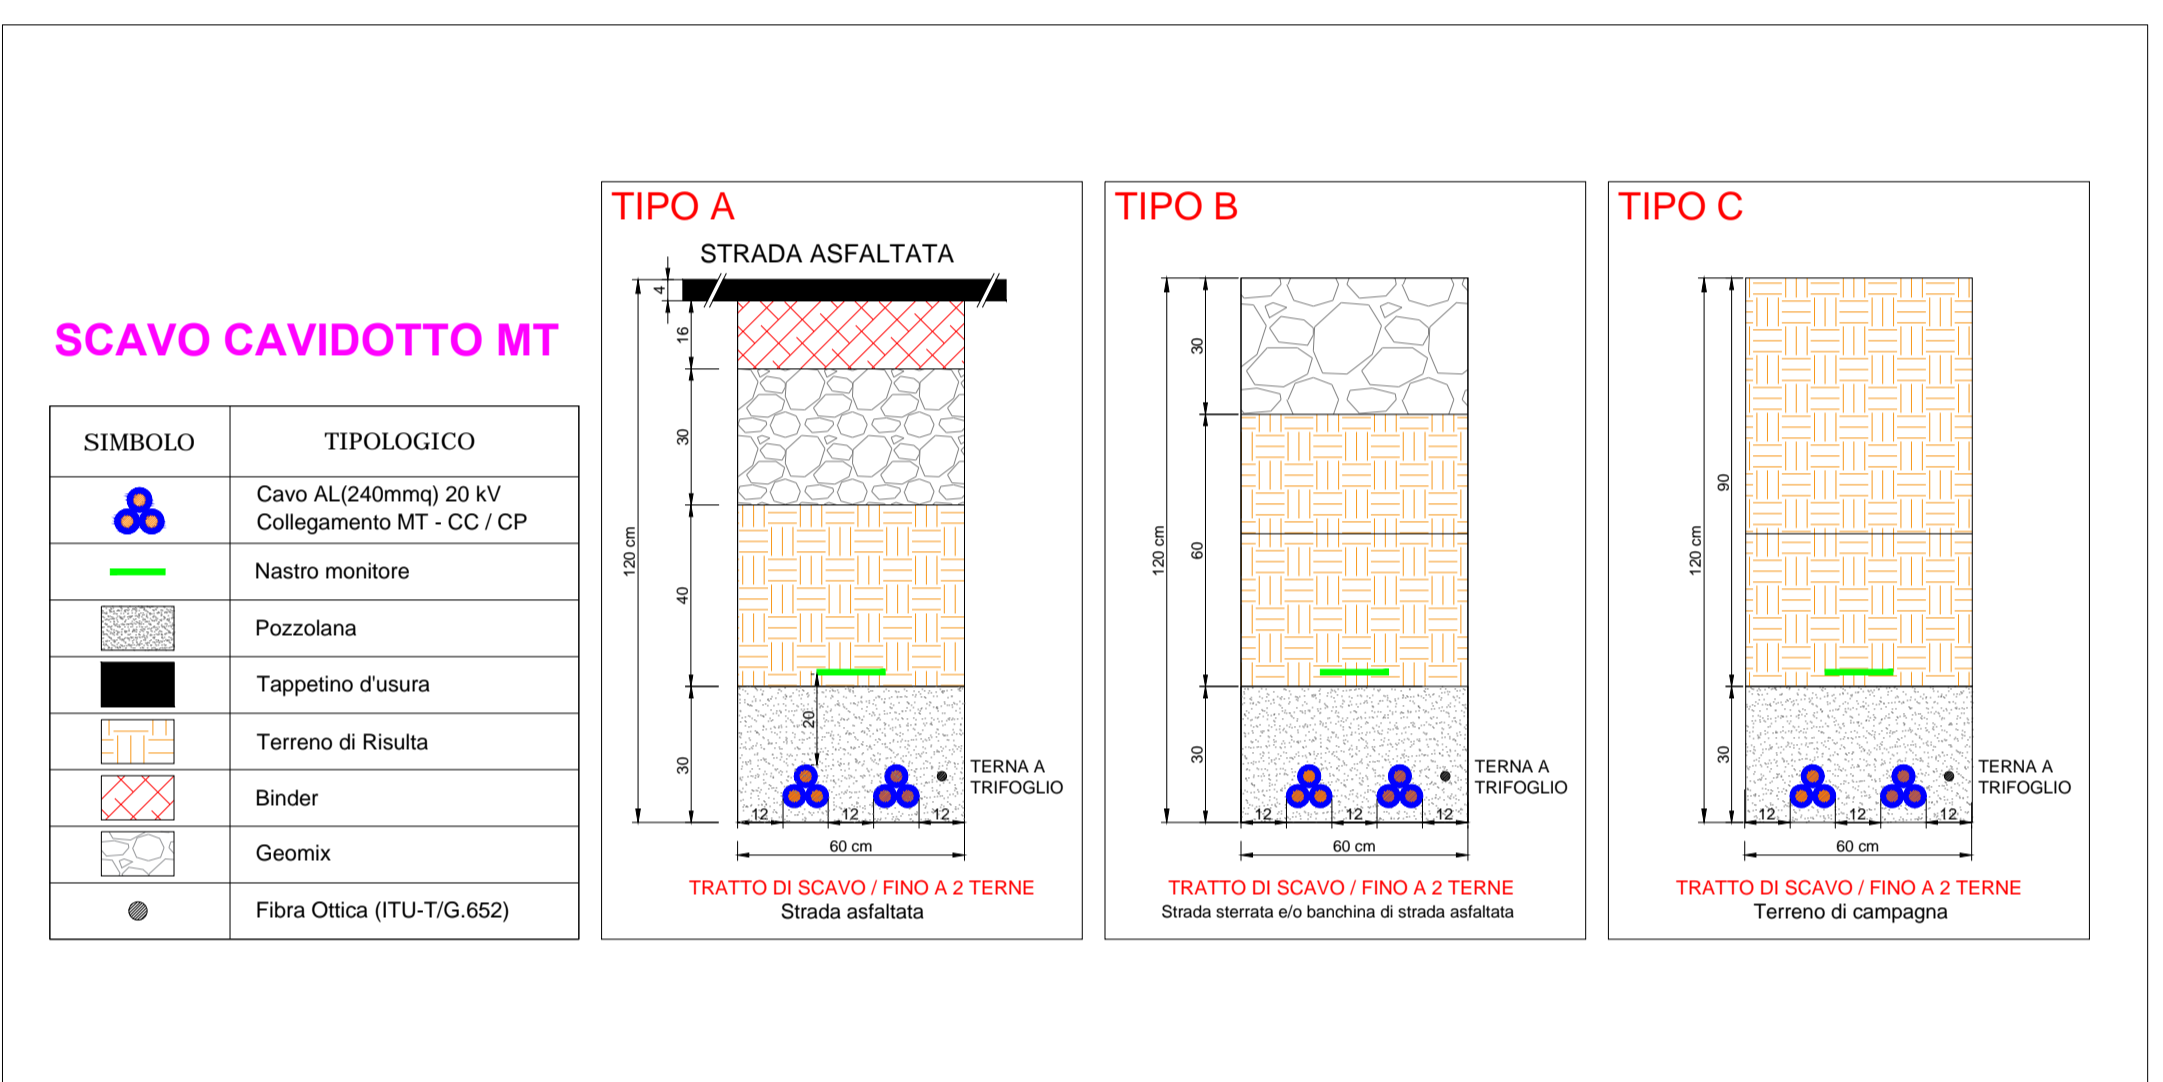 SCAVO CAVIDOTTO MT
SIMBOLO
TIPOLOGICO
Cavo AL(240mmq) 20 kV
Collegamento MT - CC / CP
Nastro monitore
Pozzolana
Tappetino d'usura
Terreno di Risulta
Binder
Geomix
Fibra Ottica (ITU-T/G.652)
TIPO A
STRADA ASFALTATA
4
16
30
120 cm
40
20
30
TERNA A
TRIFOGLIO
12
12
12
60 cm
TRATTO DI SCAVO / FINO A 2 TERNE
Strada asfaltata
TIPO B
30
120 cm
60
30
TERNA A
TRIFOGLIO
12
12
12
60 cm
TRATTO DI SCAVO / FINO A 2 TERNE
Strada sterrata e/o banchina di strada asfaltata
TIPO C
90
120 cm
30
TERNA A
TRIFOGLIO
12
12
12
60 cm
TRATTO DI SCAVO / FINO A 2 TERNE
Terreno di campagna